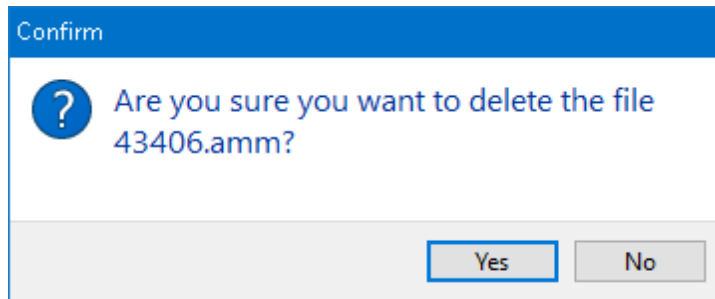 Confirm
?
Are you sure you want to delete the file
43406.amm?
Yes
No